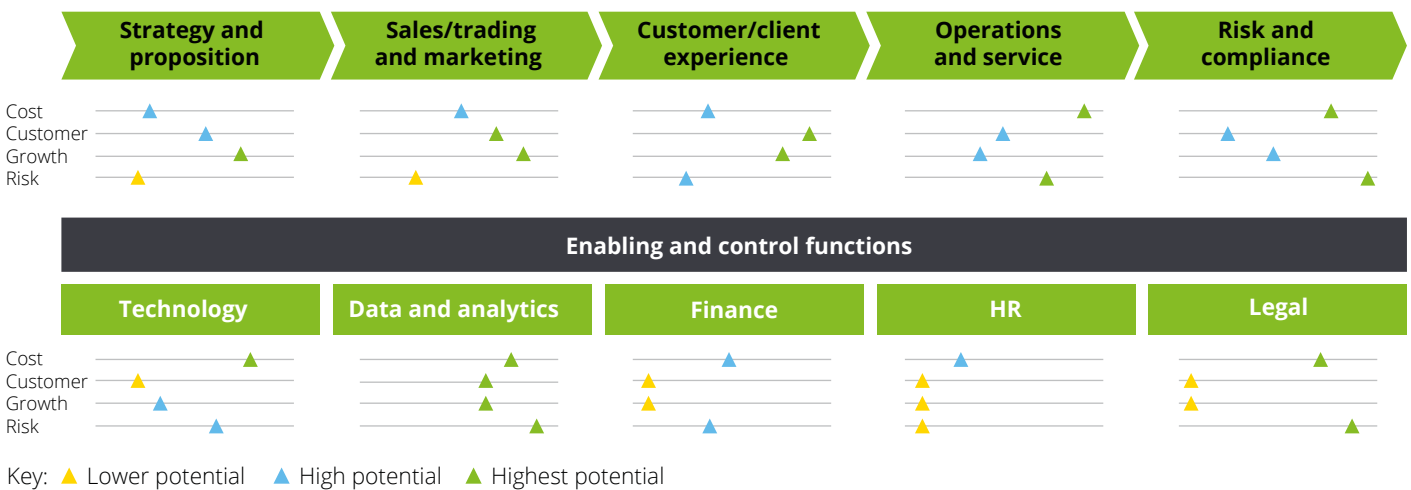 Strategy and
proposition
Sales/trading
and marketing
Customer/client
experience
Operations
and service
Risk and
compliance
Cost
Customer
Growth
Risk
Enabling and control functions
Technology
Data and analytics
Finance
HR
Legal
Cost
Customer
Growth
Risk
Key: Lower potential High potential Highest potential